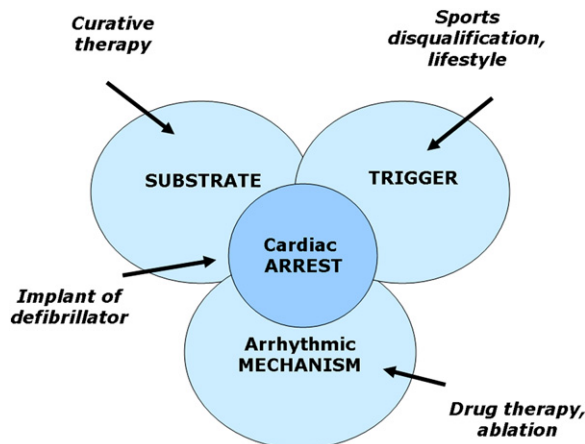 Curative
therapy
Sports
disqualification,
lifestyle
SUBSTRATE
TRIGGER
Cardiac
ARREST
Implant of
defibrillator
Arrhythmic
MECHANISM
Drug therapy,
ablation